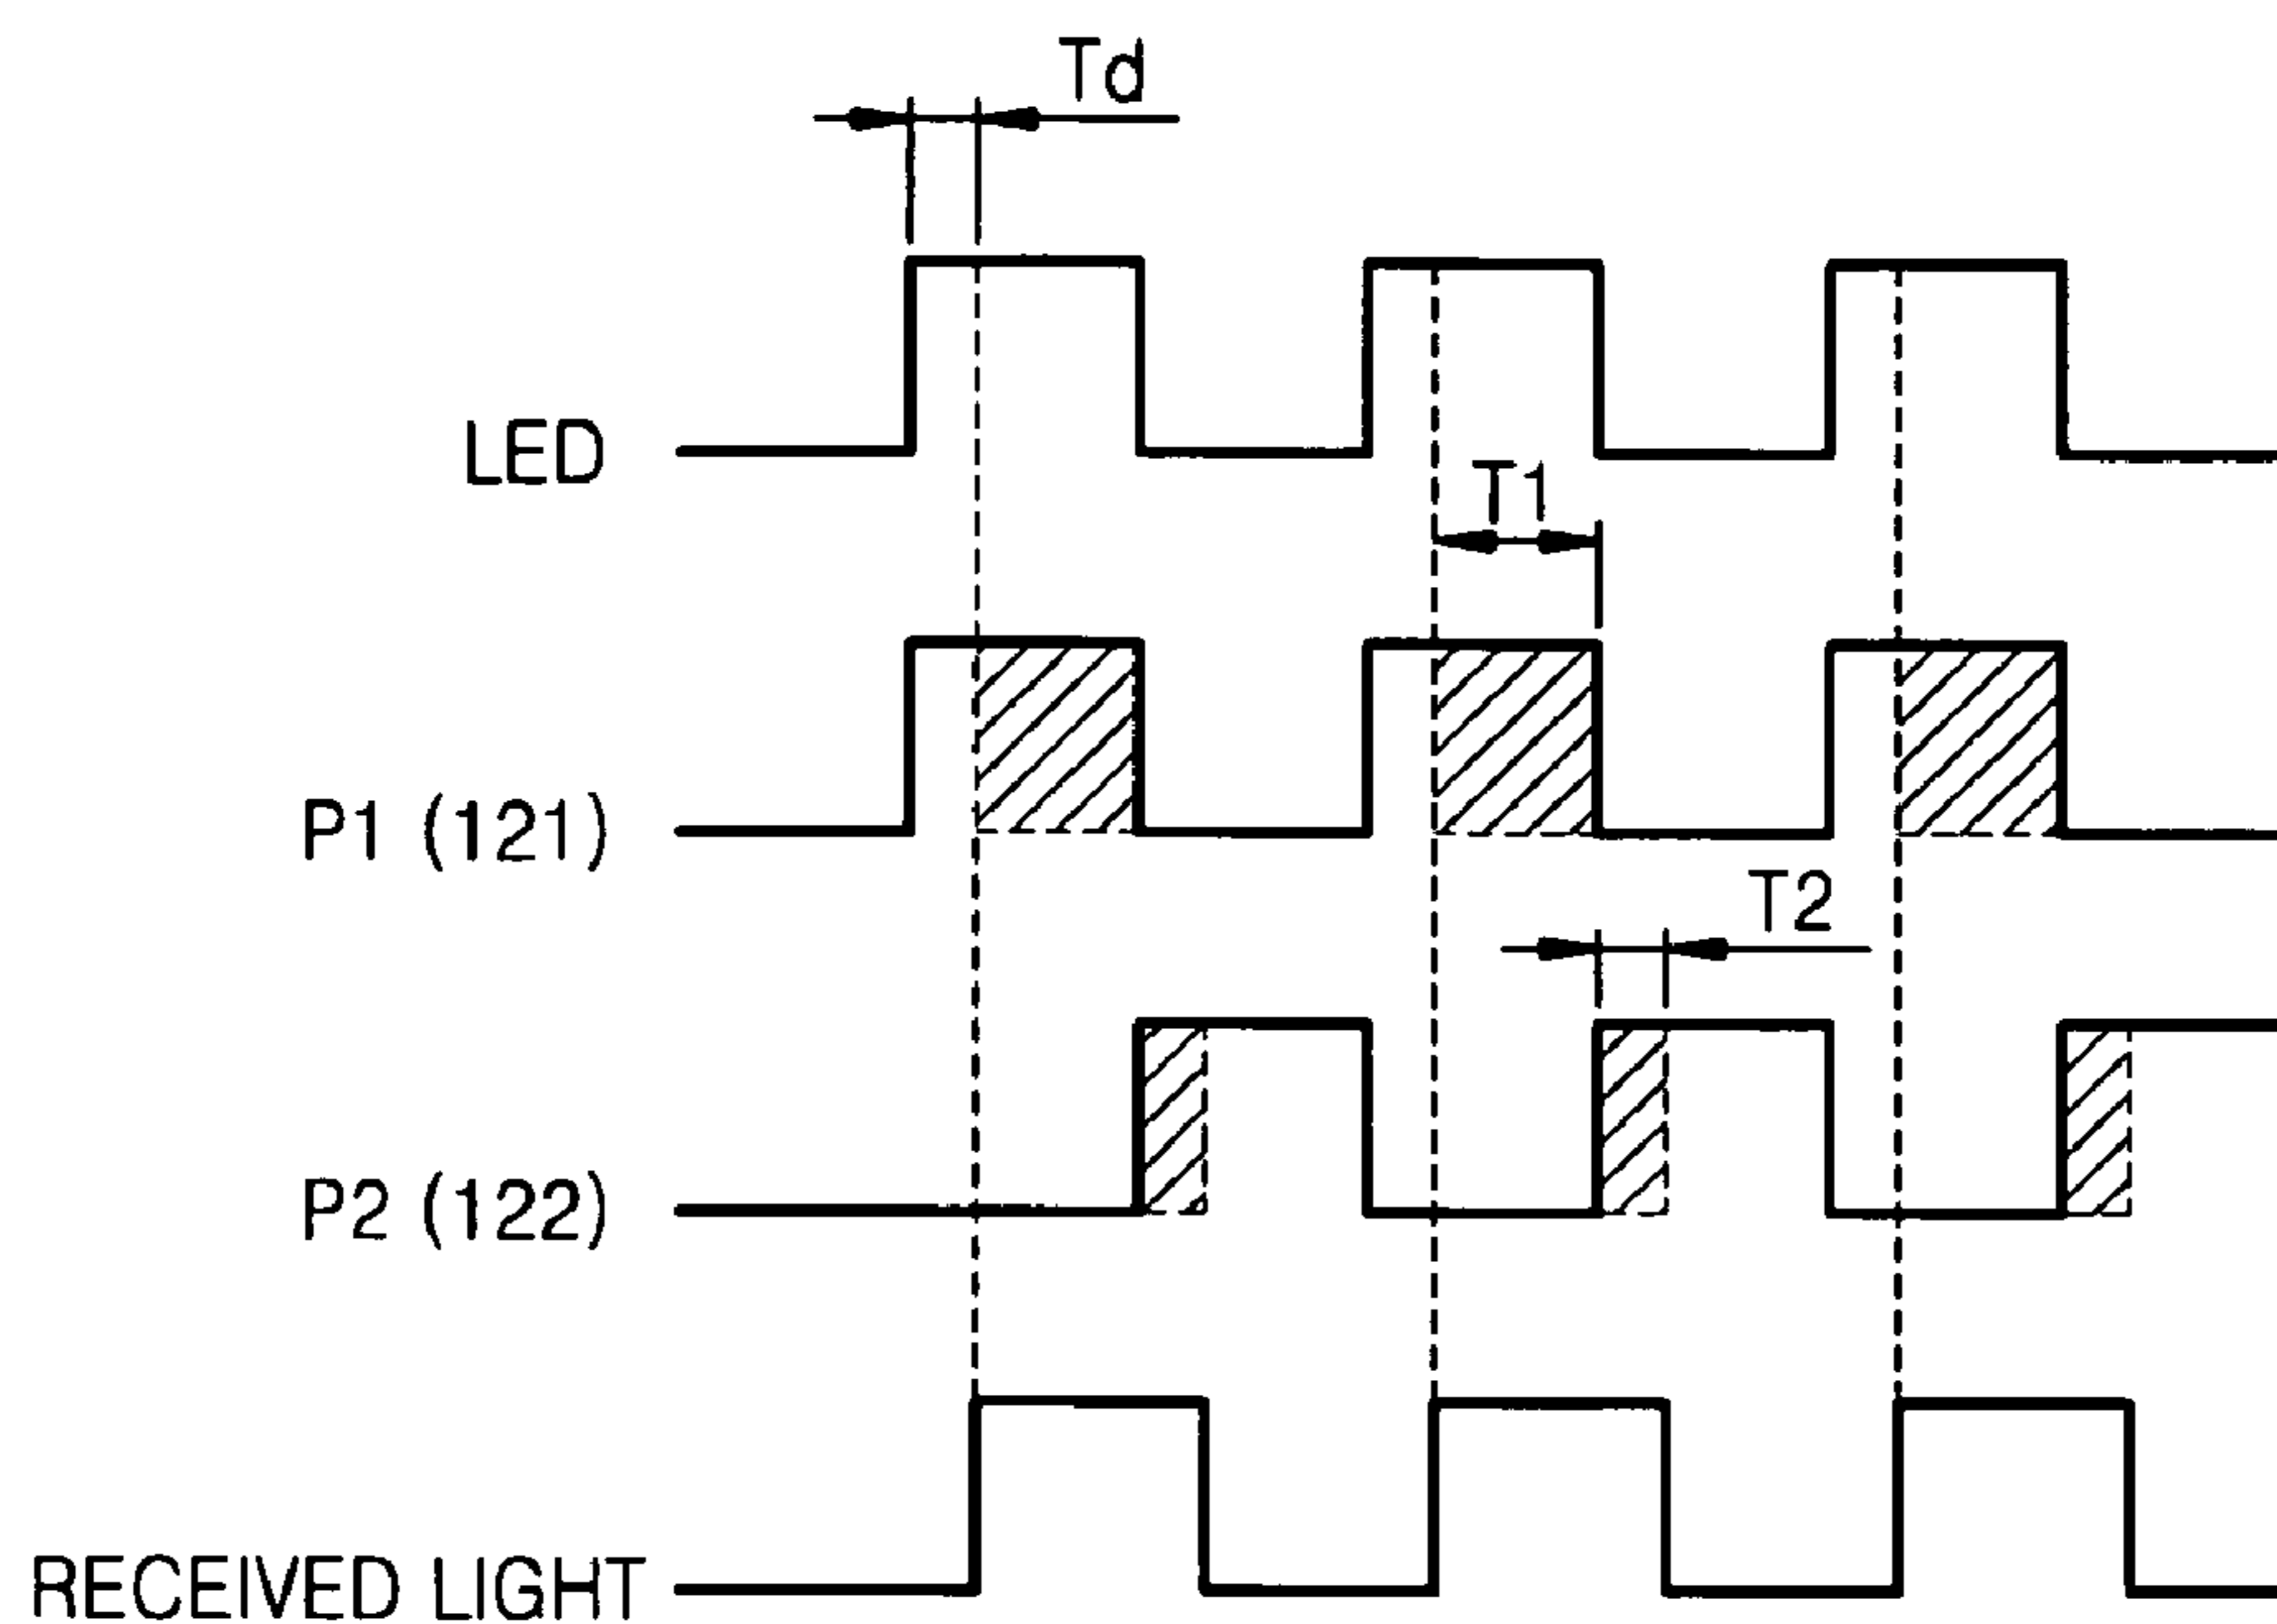 Td
LED
T1
P1 (121)
T2
P2 (122)
RECEIVED LIGHT